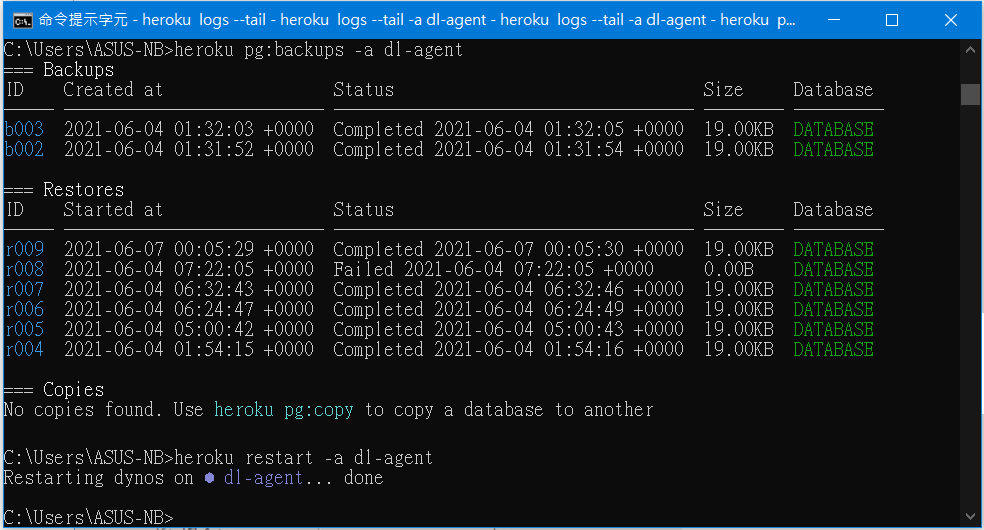 命令提示字元 - heroku logs --tail - heroku logs --tail -a dl-agent - heroku logs --tail -a dl-agent - heroku p...
C:\Users\ASUS-NB>heroku pg:backups -a dl-agent
=== Backups
ID Created at Status Size Database
b003 2021-06-04 01:32:03 +0000 Completed 2021-06-04 01:32:05 +0000 19.00KB DATABASE
b002 2021-06-04 01:31:52 +0000 Completed 2021-06-04 01:31:54 +0000 19.00KB DATABASE
=== Restores
ID Started at Status Size Database
r009 2021-06-07 00:05:29 +0000 Completed 2021-06-07 00:05:30 +0000 19.00KB DATABASE
r008 2021-06-04 07:22:05 +0000 Failed 2021-06-04 07:22:05 +0000 0.00B DATABASE
r007 2021-06-04 06:32:43 +0000 Completed 2021-06-04 06:32:46 +0000 19.00KB DATABASE
r006 2021-06-04 06:24:47 +0000 Completed 2021-06-04 06:24:49 +0000 19.00KB DATABASE
r005 2021-06-04 05:00:42 +0000 Completed 2021-06-04 05:00:43 +0000 19.00KB DATABASE
r004 2021-06-04 01:54:15 +0000 Completed 2021-06-04 01:54:16 +0000 19.00KB DATABASE
=== Copies
No copies found. Use heroku pg:copy to copy a database to another
C:\Users\ASUS-NB>heroku restart -a dl-agent
Restarting dynos on ⬢ dl-agent... done
C:\Users\ASUS-NB>